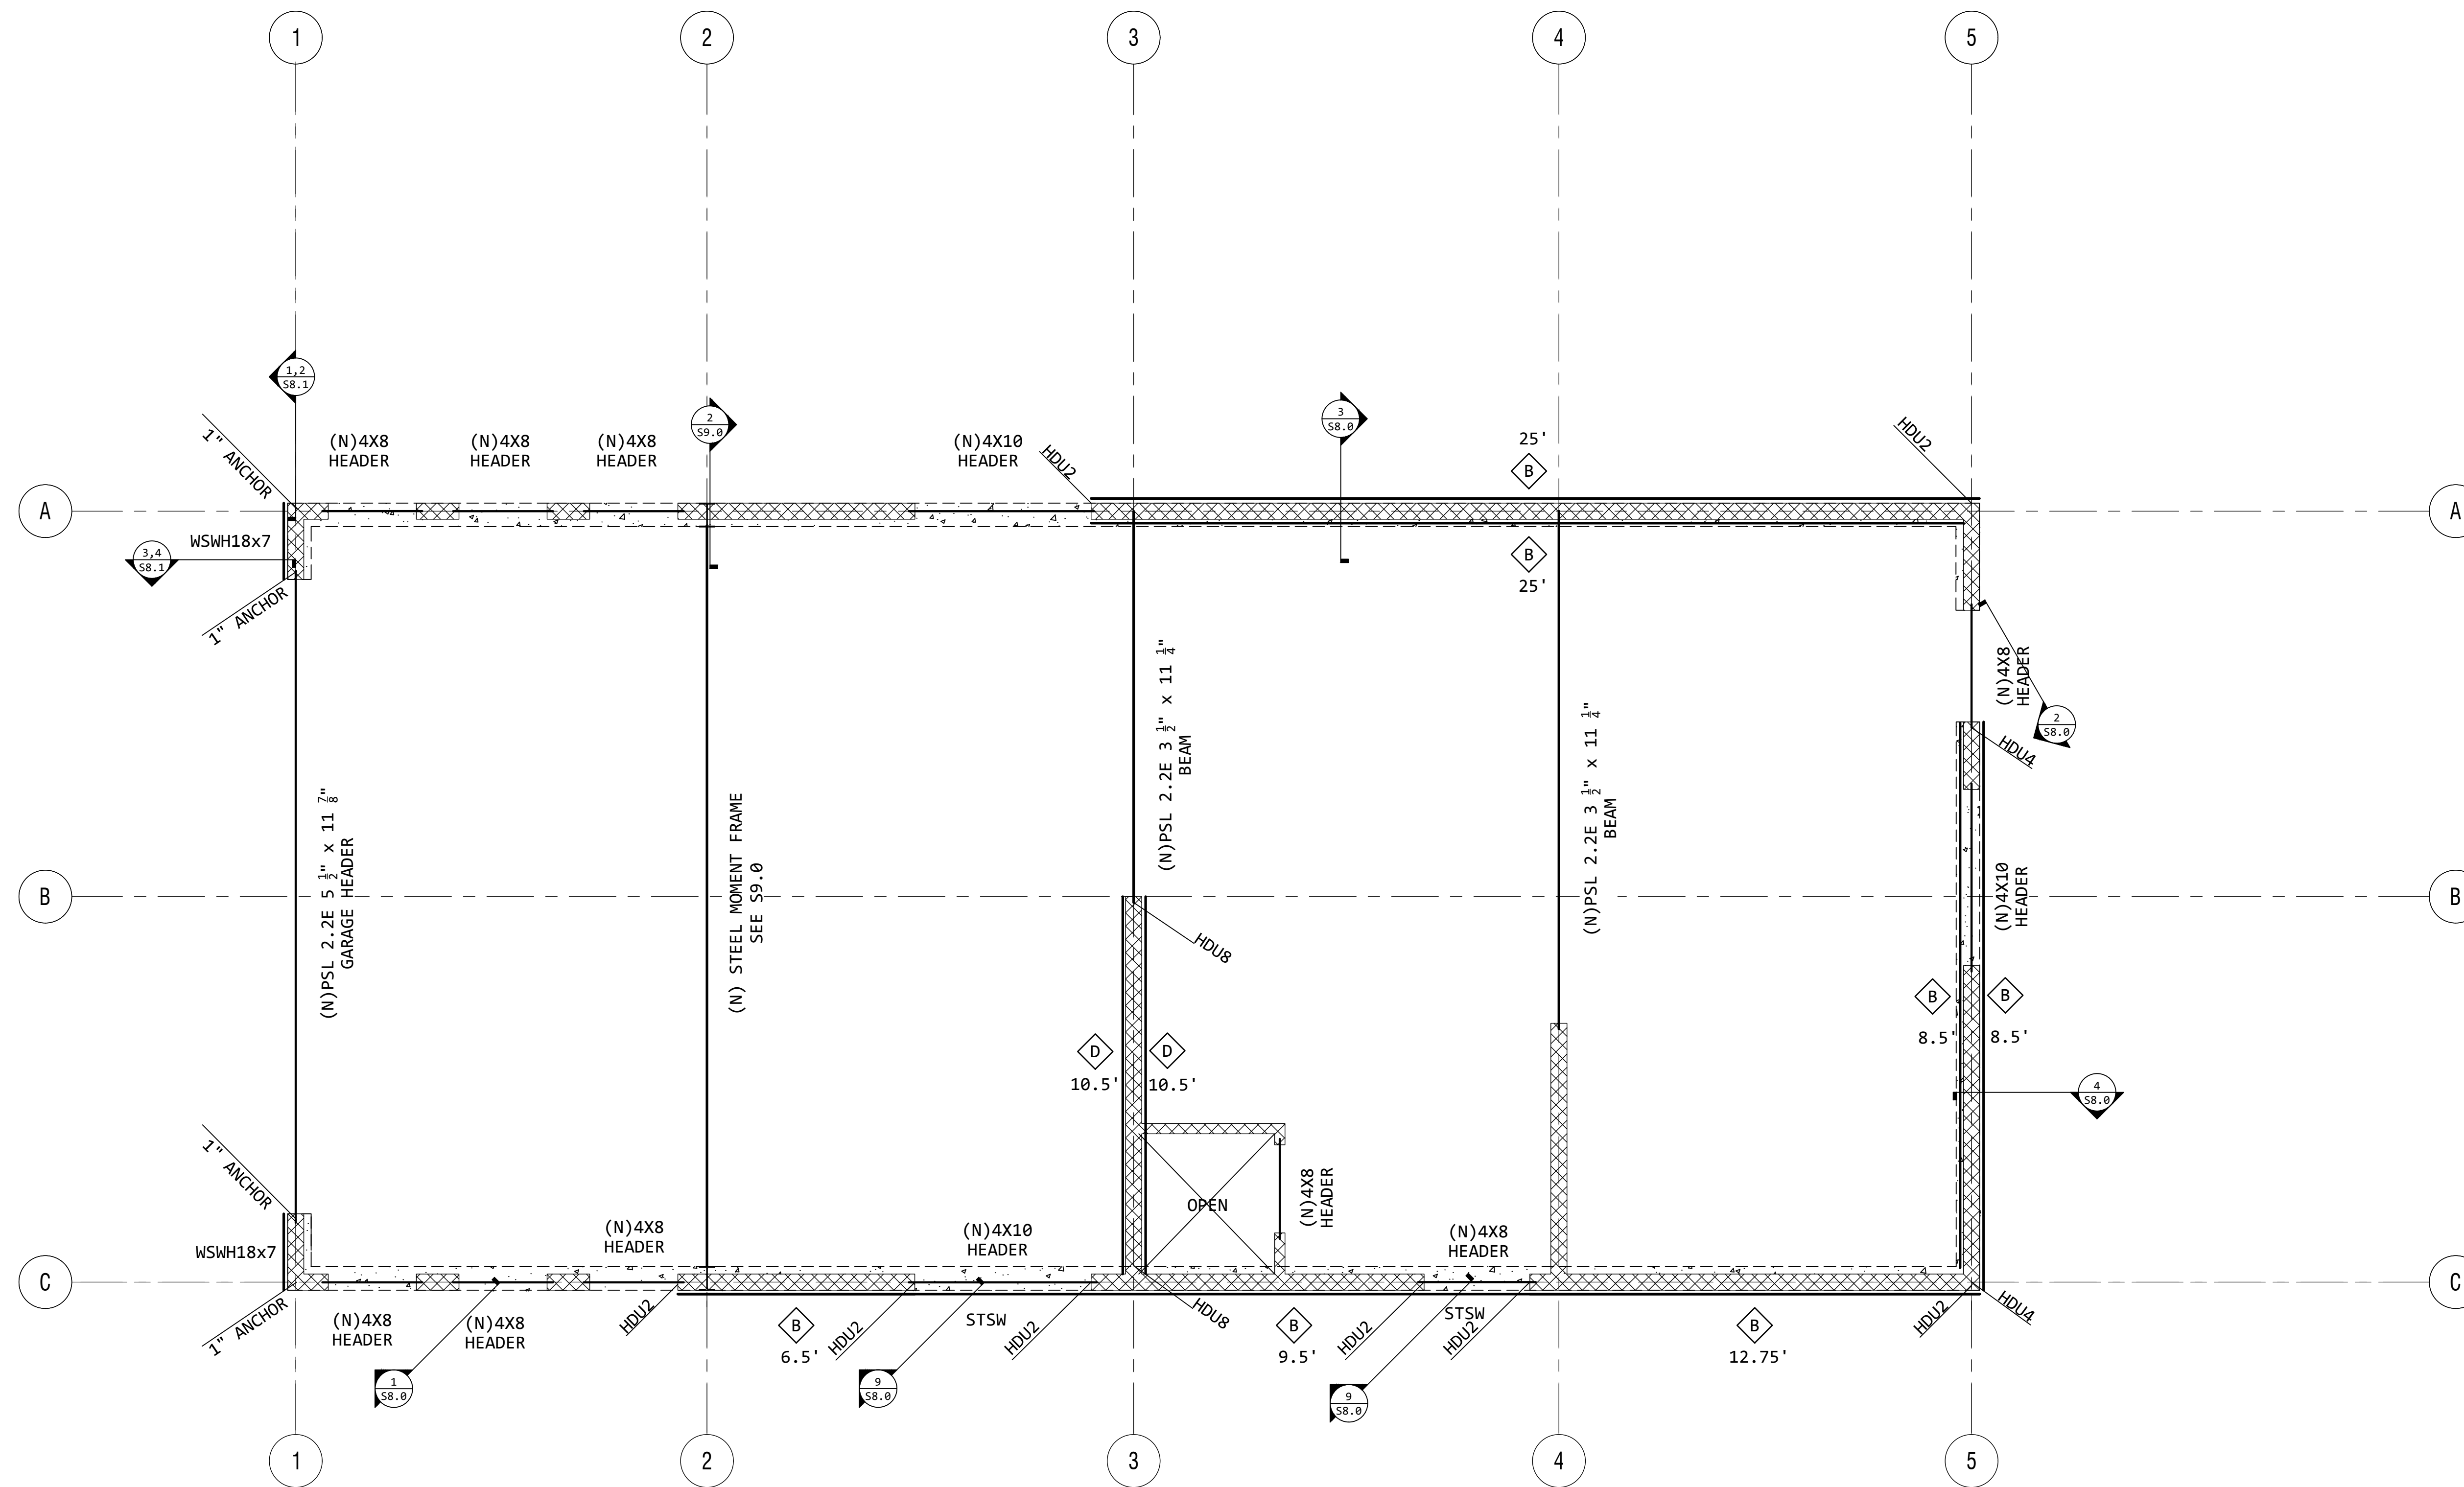 1
2
3
4
5
1,2
S8.1
2
S9.0
3
S8.0
1" ANCHOR
(N)4X8
HEADER
(N)4X8
HEADER
(N)4X8
HEADER
(N)4X10
HEADER
HDU2
25'
B
HDU2
A
A
WSWH18x7
3,4
S8.1
1" ANCHOR
B
25'
(N)4X8
HEADER
2
S8.0
HDU4
(N)PSL 2.2E 5 1/2" x 11 7/8"
GARAGE HEADER
(N) STEEL MOMENT FRAME
SEE S9.0
(N)PSL 2.2E 3 1/2" x 11 1/4"
BEAM
(N)PSL 2.2E 3 1/2" x 11 1/4"
BEAM
(N)4X10
HEADER
B
B
HDU8
B
B
8.5'
8.5'
D
D
10.5'
10.5'
4
S8.0
1" ANCHOR
OPEN
(N)4X8
HEADER
WSWH18x7
(N)4X8
HEADER
(N)4X10
HEADER
(N)4X8
HEADER
C
C
1" ANCHOR
(N)4X8
HEADER
(N)4X8
HEADER
HDU2
B
6.5'
HDU2
STSW
HDU2
HDU8
B
9.5'
HDU2
STSW
HDU2
B
12.75'
HDU2
HDU4
1
S8.0
9
S8.0
9
S8.0
1
2
3
4
5